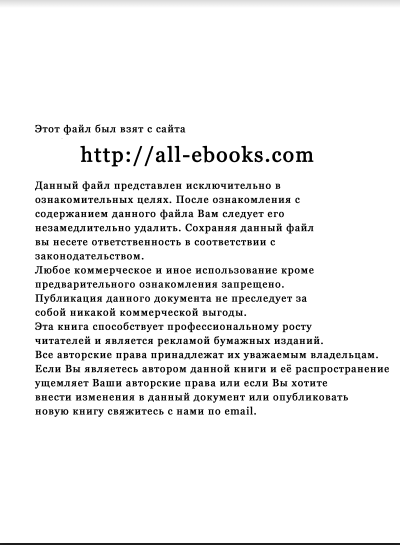 Этот файл был взят с сайта
http://all-ebooks.com
Данный файл представлен исключительно в
ознакомительных целях. После ознакомления с
содержанием данного файла Вам следует его
незамедлительно удалить. Сохраняя данный файл
вы несете ответственность в соответствии с
законодательством.
Любое коммерческое и иное использование кроме
предварительного ознакомления запрещено.
Публикация данного документа не преследует за
собой никакой коммерческой выгоды.
Эта книга способствует профессиональному росту
читателей и является рекламой бумажных изданий.
Все авторские права принадлежат их уважаемым владельцам.
Если Вы являетесь автором данной книги и её распространение
ущемляет Ваши авторские права или если Вы хотите
внести изменения в данный документ или опубликовать
новую книгу свяжитесь с нами по email.